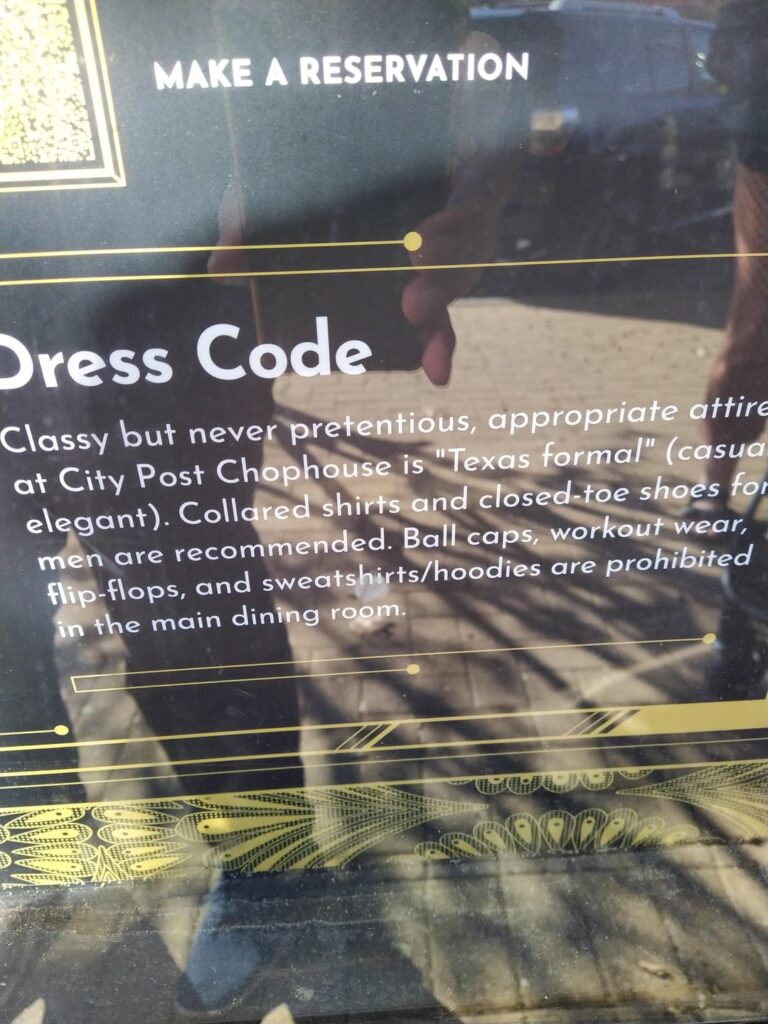 MAKE A RESERVATION
Dress Code
Classy but never pretentious, appropriate attire
at City Post Chophouse is "Texas formal" (casual
elegant). Collared shirts and closed-toe shoes for
men are recommended. Ball caps, workout wear,
flip-flops, and sweatshirts/hoodies are prohibited
in the main dining room.